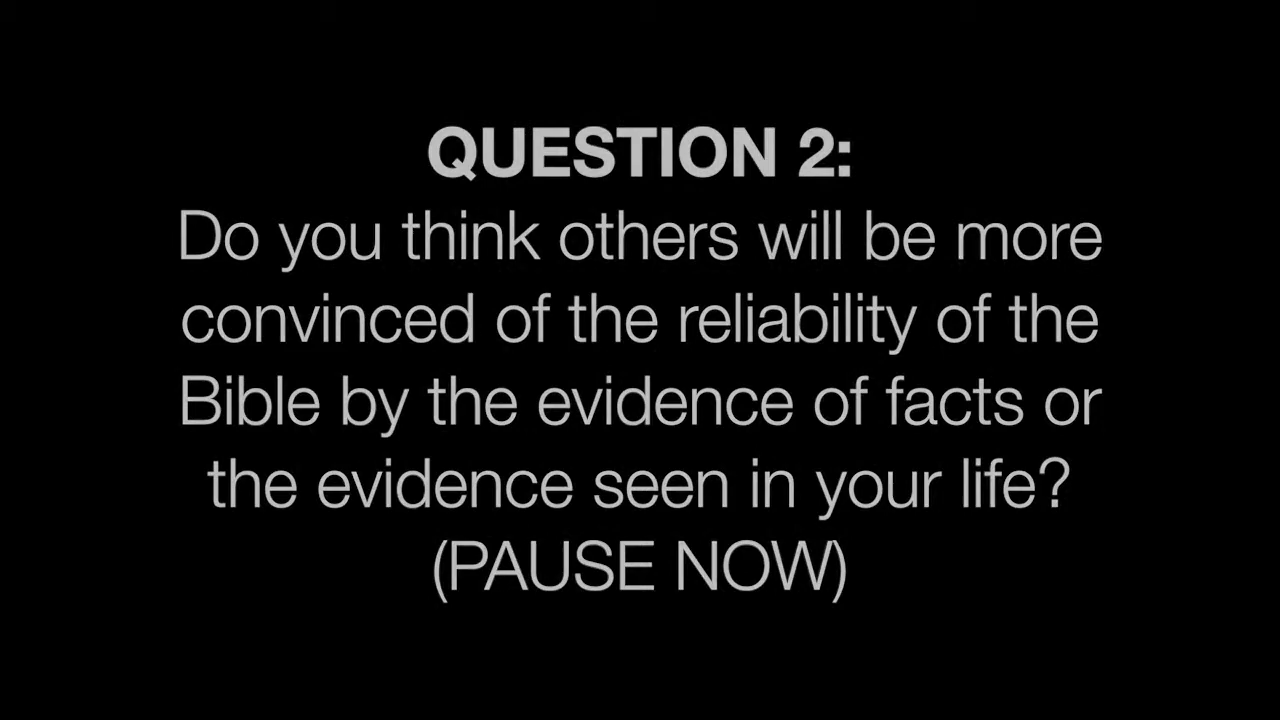 QUESTION 2:
Do you think others will be more
convinced of the reliability of the
Bible by the evidence of facts or
the evidence seen in your life?
(PAUSE NOW)